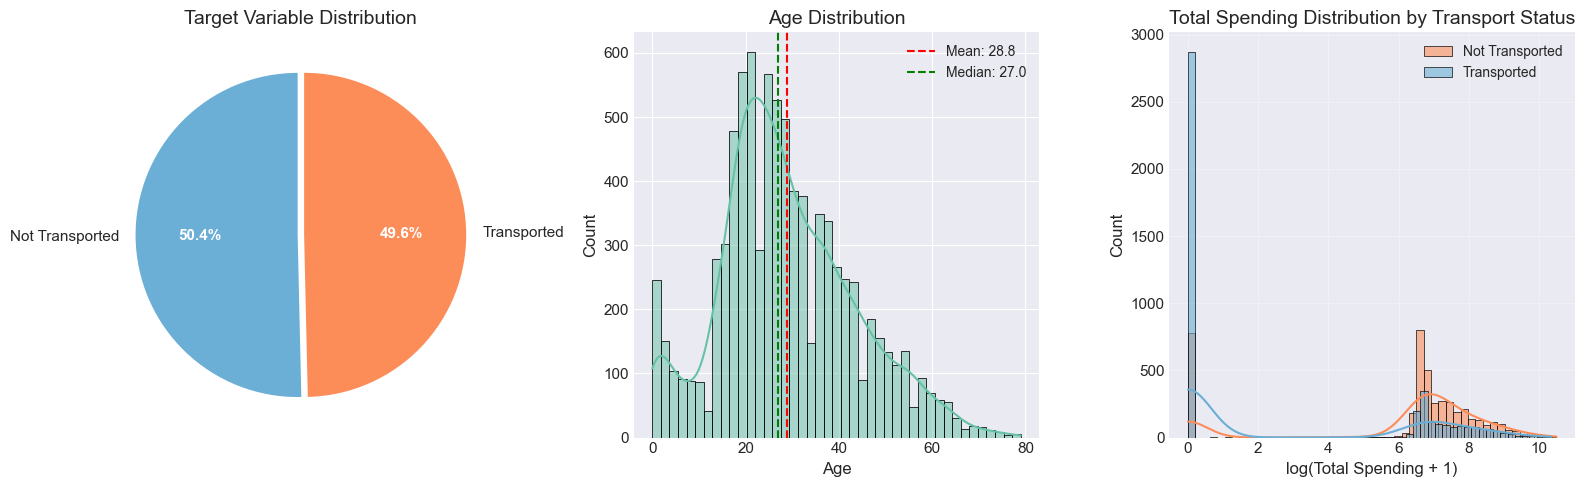 Target Variable Distribution
Not Transported
50.4%
49.6%
Transported
Age Distribution
Mean: 28.8
Median: 27.0
600
500
400
300
200
100
0
Count
0
20
40
60
80
Age
Total Spending Distribution by Transport Status
Not Transported
Transported
3000
2500
2000
1500
1000
500
0
Count
0
2
4
6
8
10
log(Total Spending + 1)